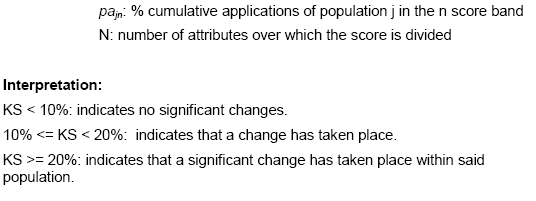 pajn: % cumulative applications of population j in the n score band
N: number of attributes over which the score is divided
Interpretation:
KS < 10%: indicates no significant changes.
10% <= KS < 20%: indicates that a change has taken place.
KS >= 20%: indicates that a significant change has taken place within said
population.